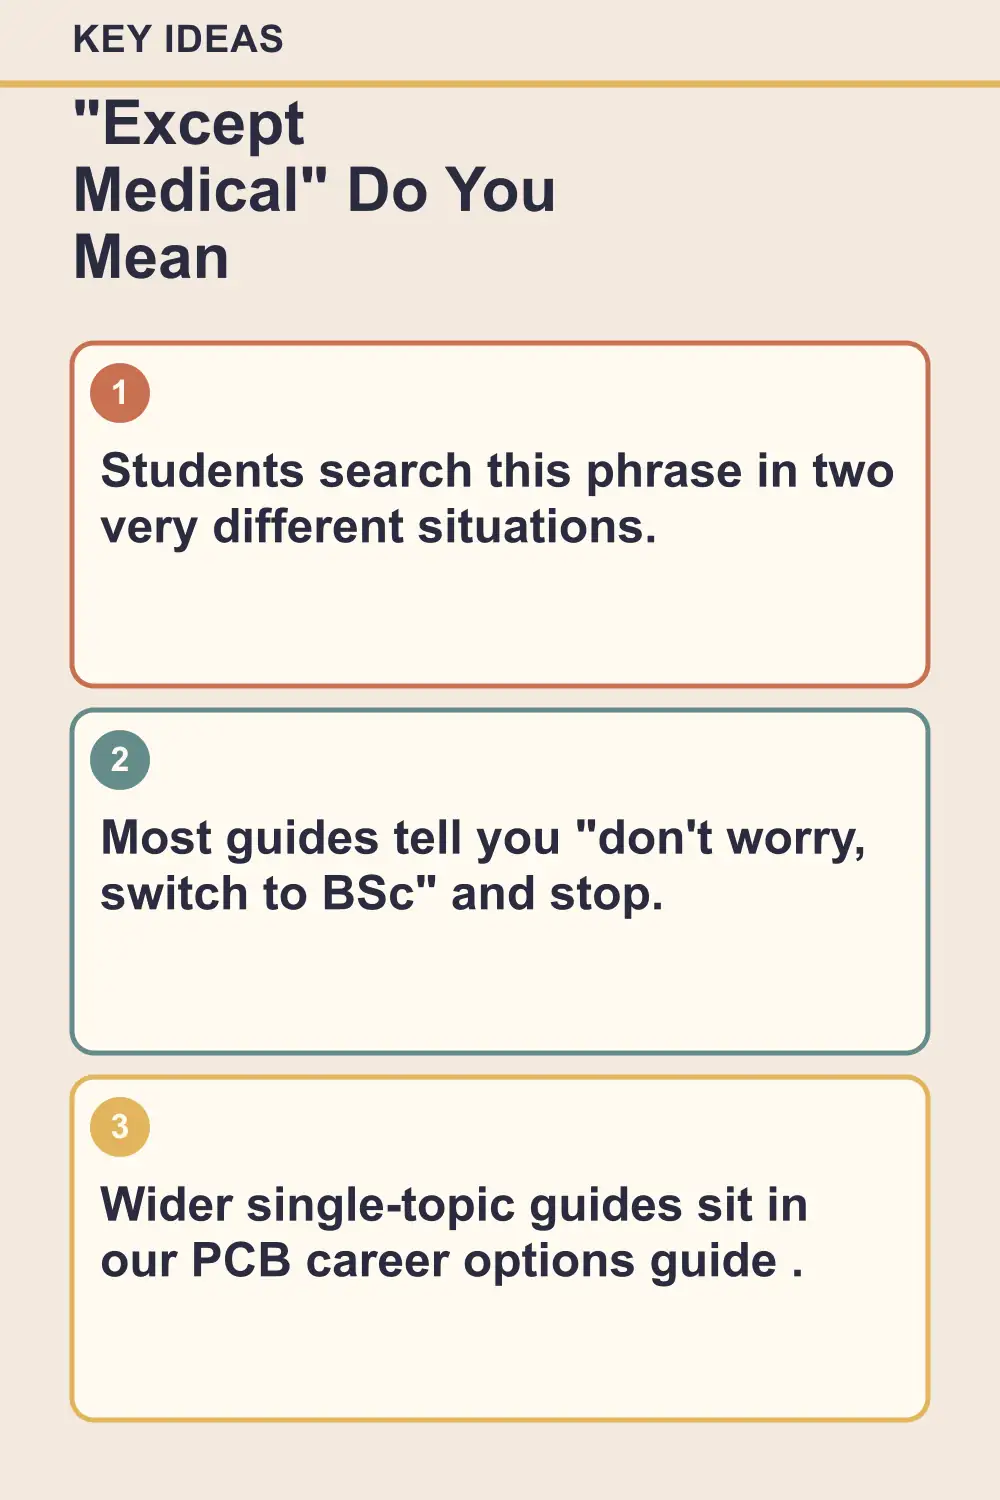 KEY IDEAS
"Except
Medical" Do You
Mean
1
Students search this phrase in two
very different situations.
2
Most guides tell you "don't worry,
switch to BSc" and stop.
3
Wider single-topic guides sit in
our PCB career options guide .